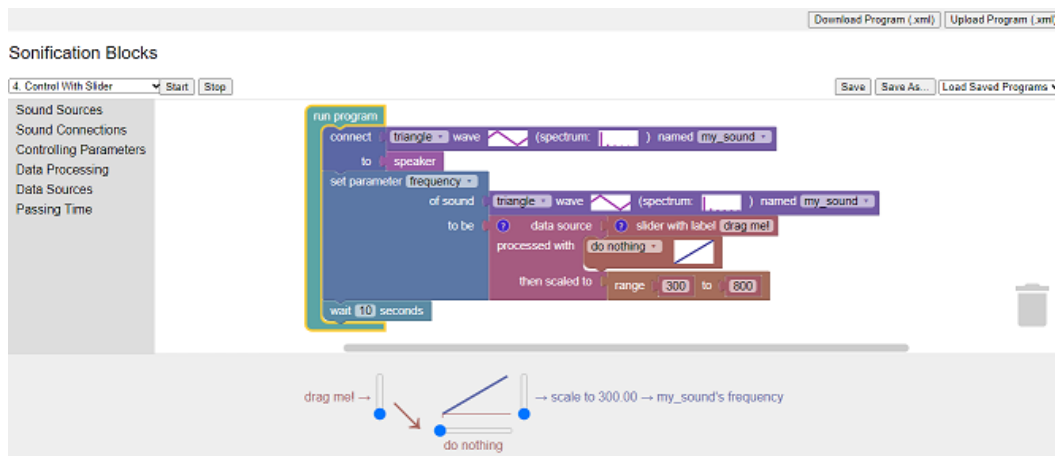 Download Program (.xml) Upload Program (.xml)
Sonification Blocks
4. Control With Slider Start Stop Save Save As... Load Saved Programs
Sound Sources
Sound Connections
Controlling Parameters
Data Processing
Data Sources
Passing Time
run program
connect triangle wave (spectrum: ) named my_sound
to speaker
set parameter frequency
of sound triangle wave (spectrum: ) named my_sound
to be ? data source ? slider with label drag me!
processed with do nothing
then scaled to range 300 to 800
wait 10 seconds
drag me! → → scale to 300.00 → my_sound's frequency
do nothing